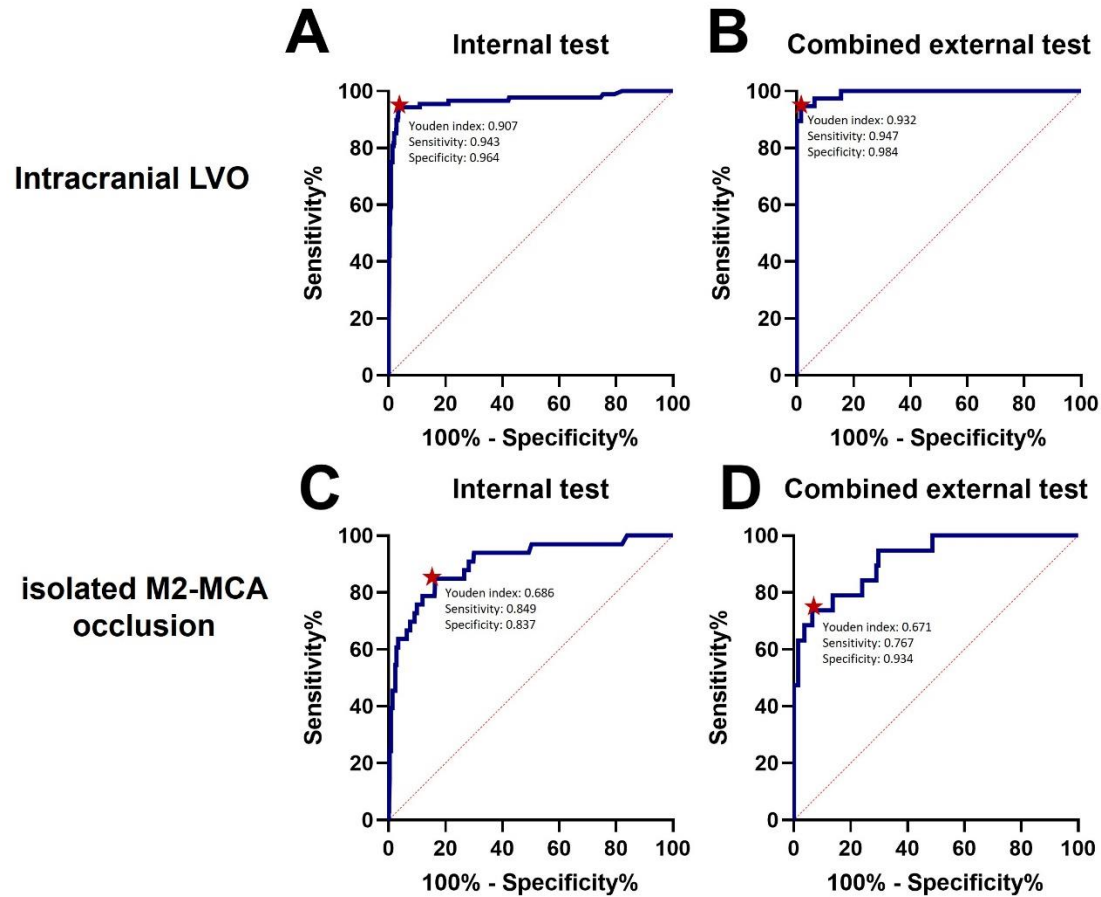 A
Internal test
B
Combined external test
Intracranial LVO
Sensitivity%
100
80
60
40
20
0
Youden index: 0.907
Sensitivity: 0.943
Specificity: 0.964
0 20 40 60 80 100
100% - Specificity%
Sensitivity%
100
80
60
40
20
0
Youden index: 0.932
Sensitivity: 0.947
Specificity: 0.984
0 20 40 60 80 100
100% - Specificity%
C
Internal test
D
Combined external test
isolated M2-MCA
occlusion
Sensitivity%
100
80
60
40
20
0
Youden index: 0.686
Sensitivity: 0.849
Specificity: 0.837
0 20 40 60 80 100
100% - Specificity%
Sensitivity%
100
80
60
40
20
0
Youden index: 0.671
Sensitivity: 0.767
Specificity: 0.934
0 20 40 60 80 100
100% - Specificity%